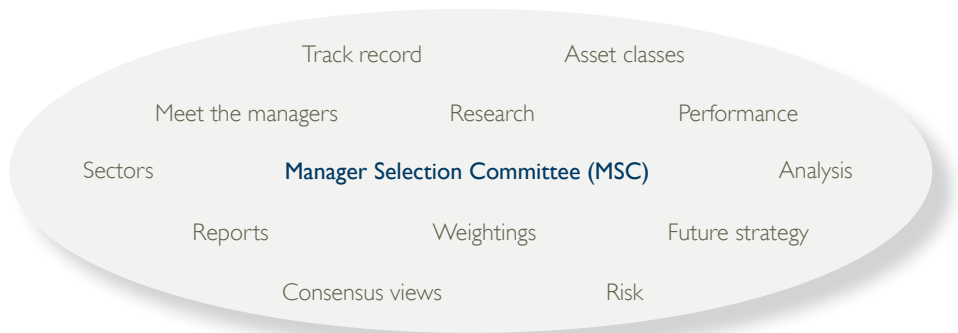 Track record Asset classes
Meet the managers Research Performance
Sectors Manager Selection Committee (MSC) Analysis
Reports Weightings Future strategy
Consensus views Risk